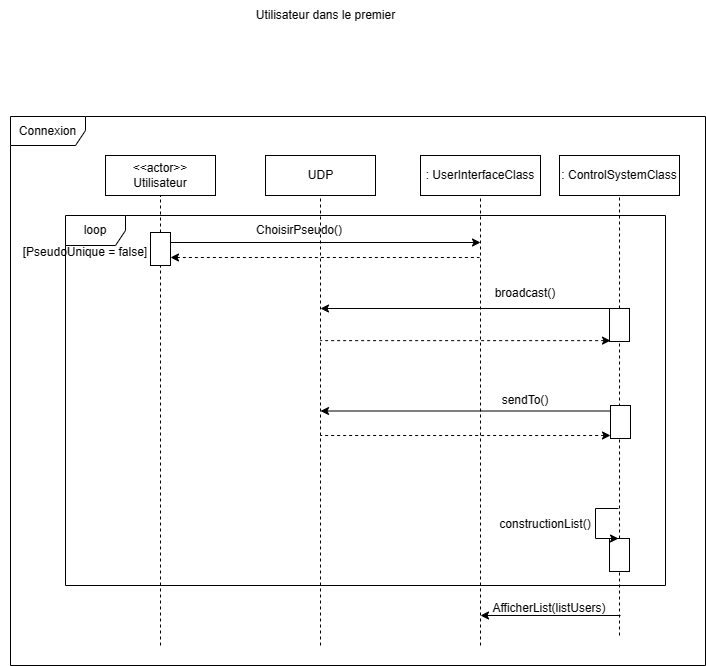 Utilisateur dans le premier
Connexion
<<actor>>
Utilisateur
UDP
: UserInterfaceClass
: ControlSystemClass
loop
[PseudoUnique = false]
ChoisirPseudo()
broadcast()
sendTo()
constructionList()
AfficherList(listUsers)